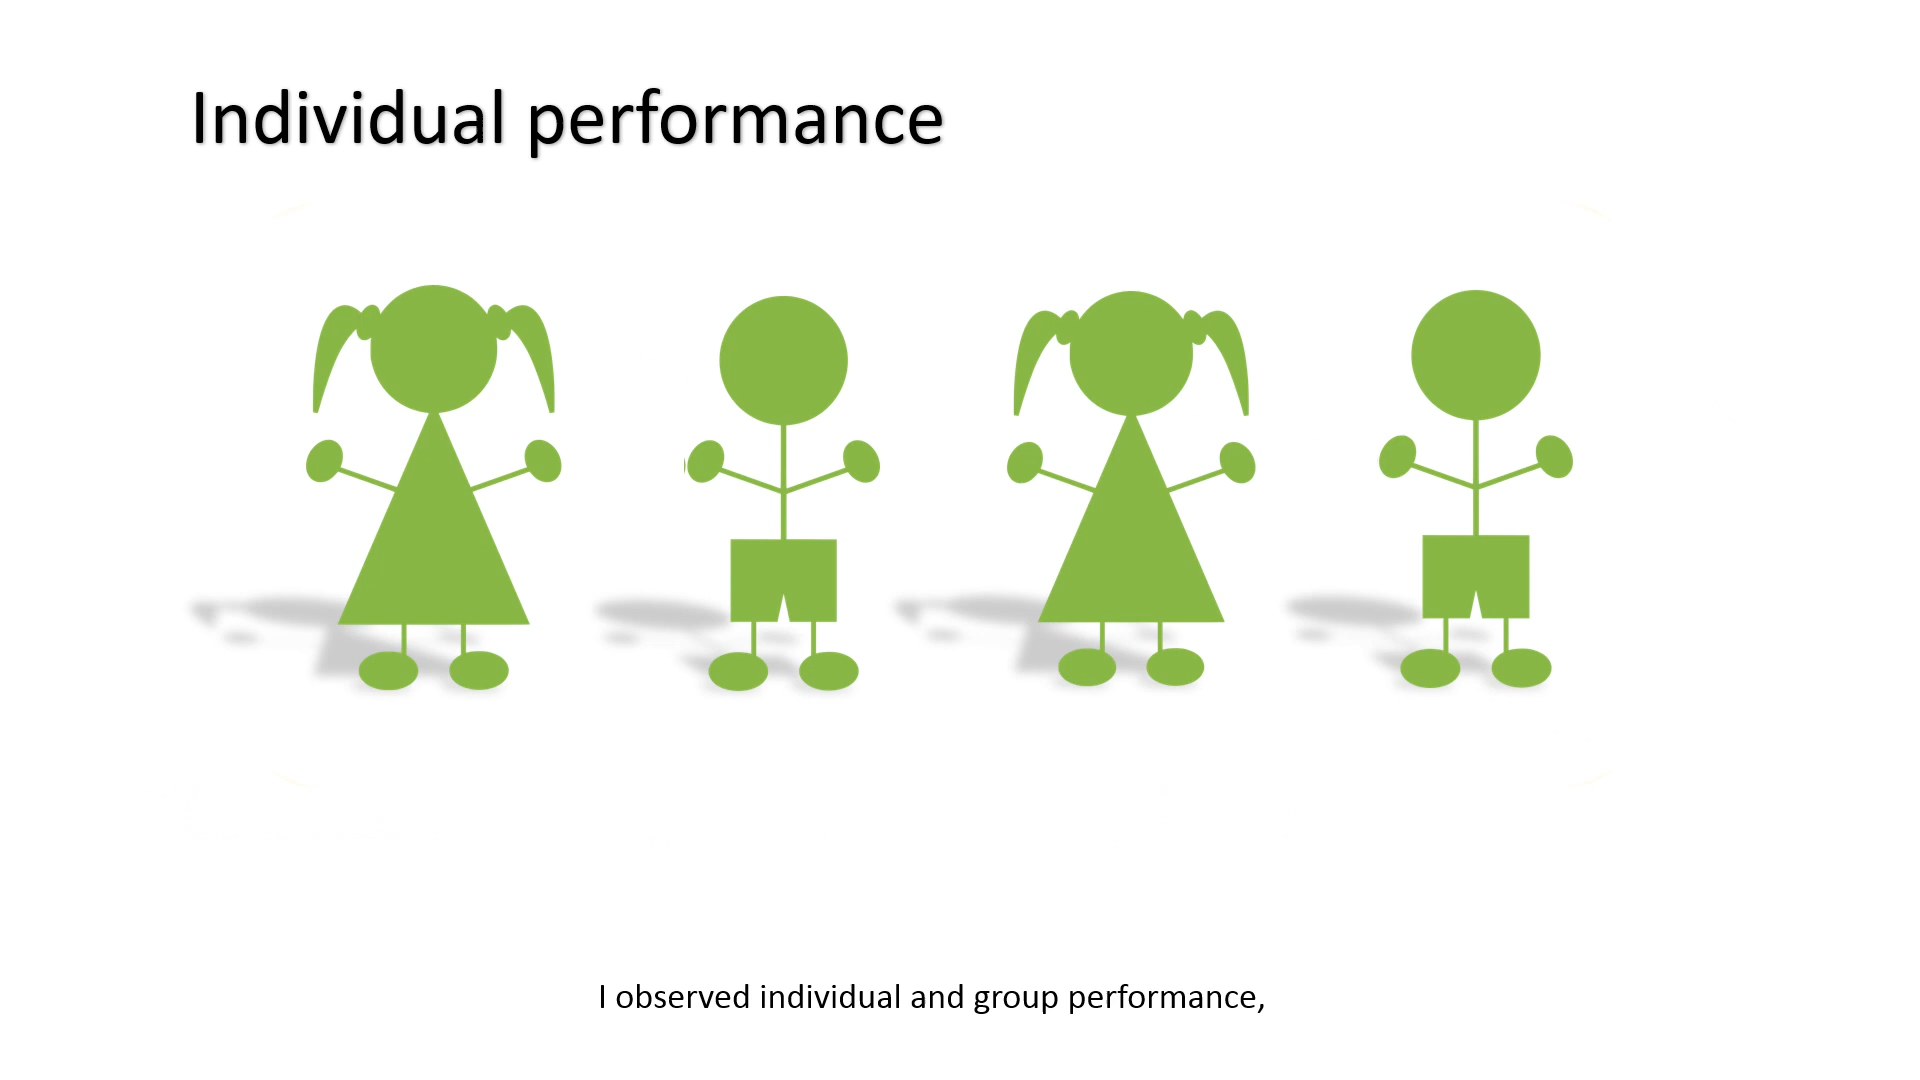 Individual performance
I observed individual and group performance,